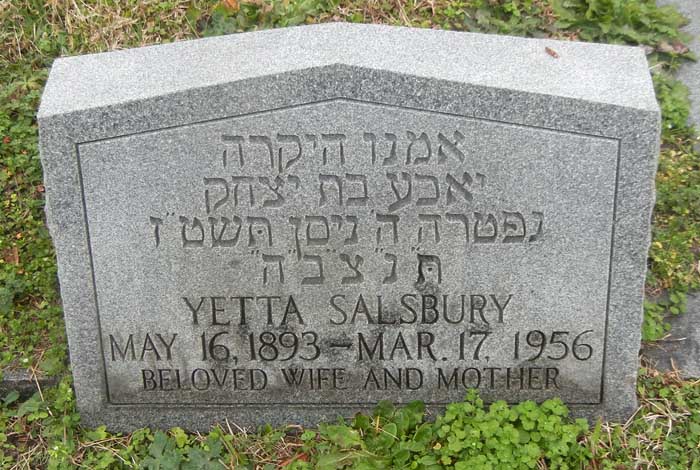 אמנו היקרה
יאבע בת יצחק
נפטרה ה' ניסן תשט"ז
ת"נ"צ"ב"ה"
YETTA SALSBURY
MAY 16, 1893 – MAR. 17, 1956
BELOVED WIFE AND MOTHER